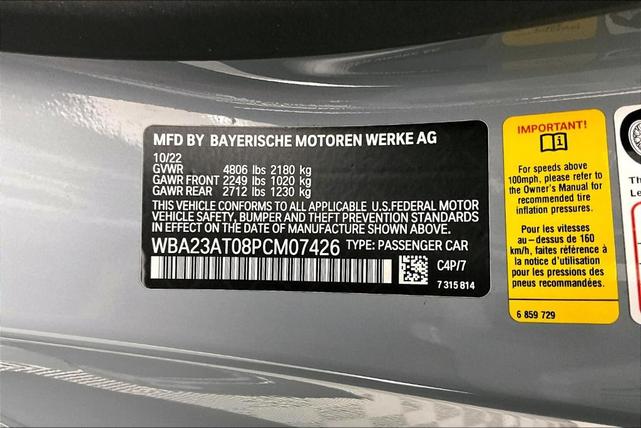 MFD BY BAYERISCHE MOTOREN WERKE AG
10/22
GVWR 4806 lbs 2180 kg
GAWR FRONT 2249 lbs 1020 kg
GAWR REAR 2712 lbs 1230 kg
THIS VEHICLE CONFORMS TO ALL APPLICABLE U.S.FEDERAL MOTOR
VEHICLE SAFETY, BUMPER AND THEFT PREVENTION STANDARDS
IN EFFECT ON THE DATE OF MANUFACTURE SHOWN ABOVE.
WBA23AT08PCM07426 TYPE: PASSENGER CAR
C4P/7
7 315 814
IMPORTANT!
For speeds above
100mph, please refer to
the Owner's Manual for
recommended tire
inflation pressures.
Pour les vitesses
au-dessus de 160
km/h, faites référence à
la notice d'utilisation
pour les pressions des
pneus recommandées.
6 859 729